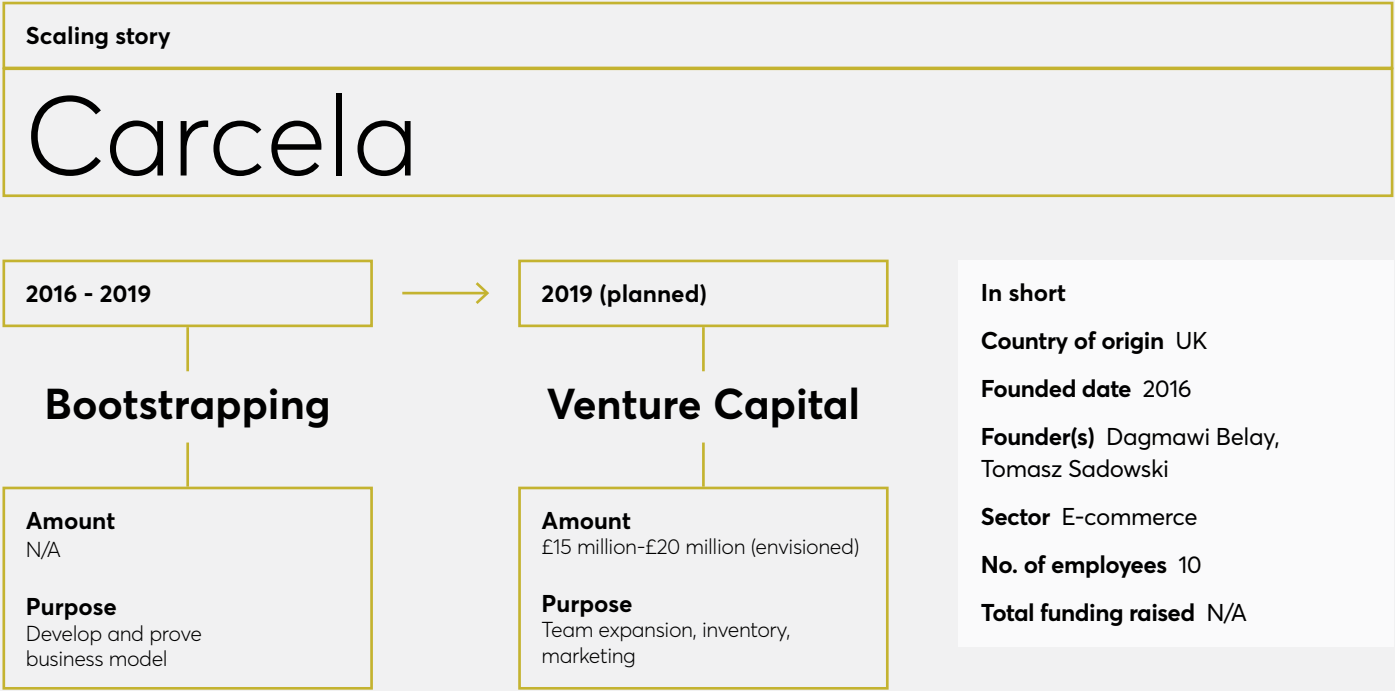 Scaling story
Carcela
2016 - 2019
Bootstrapping
Amount
N/A
Purpose
Develop and prove
business model
2019 (planned)
Venture Capital
Amount
£15 million-£20 million (envisioned)
Purpose
Team expansion, inventory,
marketing
In short
Country of origin UK
Founded date 2016
Founder(s) Dagmawi Belay,
Tomasz Sadowski
Sector E-commerce
No. of employees 10
Total funding raised N/A